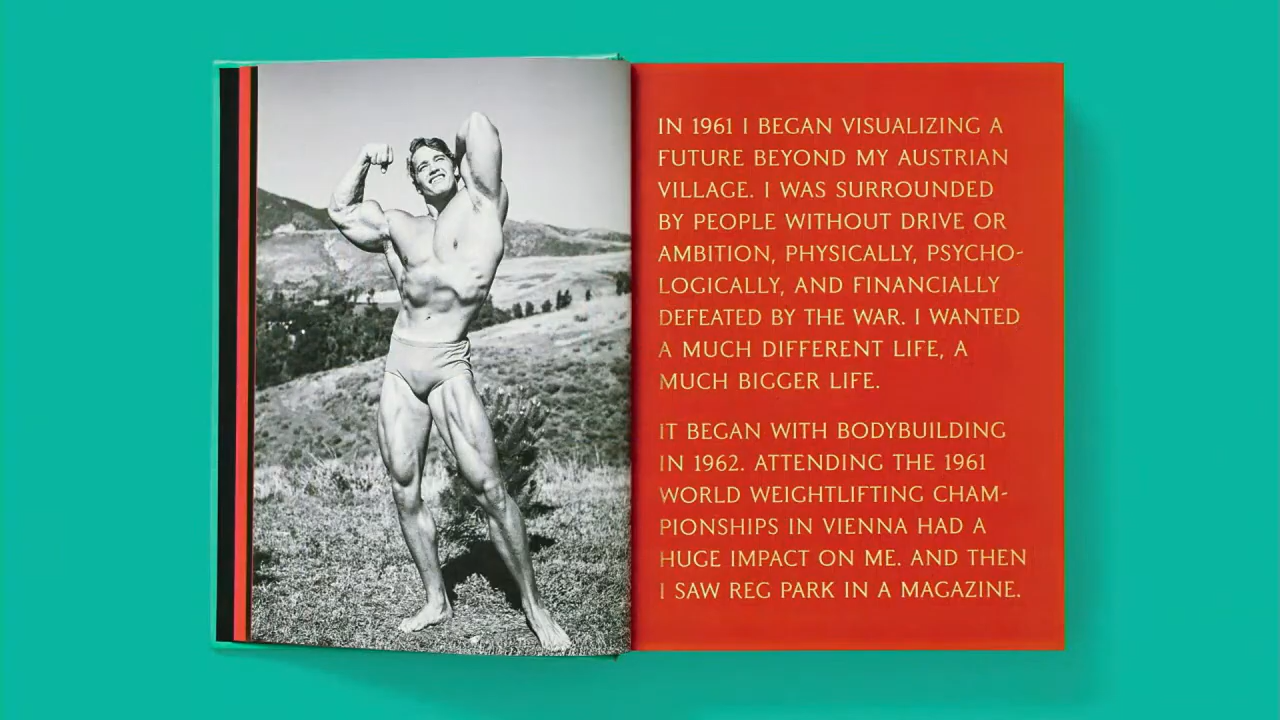 IN 1961 I BEGAN VISUALIZING A
FUTURE BEYOND MY AUSTRIAN
VILLAGE. I WAS SURROUNDED
BY PEOPLE WITHOUT DRIVE OR
AMBITION, PHYSICALLY, PSYCHO-
LOGICALLY, AND FINANCIALLY
DEFEATED BY THE WAR. I WANTED
A MUCH DIFFERENT LIFE, A
MUCH BIGGER LIFE.
IT BEGAN WITH BODYBUILDING
IN 1962. ATTENDING THE 1961
WORLD WEIGHTLIFTING CHAM-
PIONSHIPS IN VIENNA HAD A
HUGE IMPACT ON ME. AND THEN
I SAW REG PARK IN A MAGAZINE.